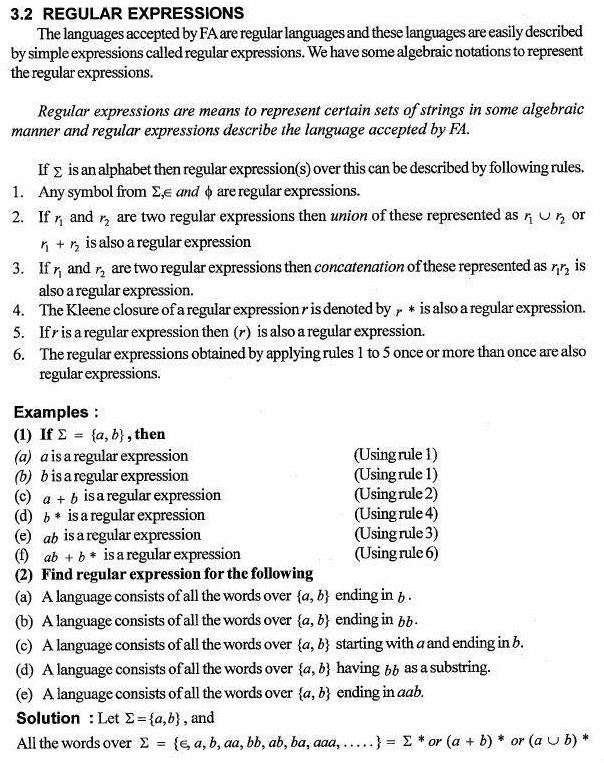 3.2 REGULAR EXPRESSIONS
The languages accepted by FA are regular languages and these languages are easily described
by simple expressions called regular expressions. We have some algebraic notations to represent
the regular expressions.
Regular expressions are means to represent certain sets of strings in some algebraic
manner and regular expressions describe the language accepted by FA.
If Σ is an alphabet then regular expression(s) over this can be described by following rules.
1. Any symbol from Σ,∈ and ϕ are regular expressions.
2. If r₁ and r₂ are two regular expressions then union of these represented as r₁ ∪ r₂ or
r₁ + r₂ is also a regular expression
3. If r₁ and r₂ are two regular expressions then concatenation of these represented as r₁r₂ is
also a regular expression.
4. The Kleene closure of a regular expression r is denoted by r * is also a regular expression.
5. If r is a regular expression then (r) is also a regular expression.
6. The regular expressions obtained by applying rules 1 to 5 once or more than once are also
regular expressions.
Examples :
(1) If Σ = {a, b}, then
(a) a is a regular expression (Using rule 1)
(b) b is a regular expression (Using rule 1)
(c) a + b is a regular expression (Using rule 2)
(d) b * is a regular expression (Using rule 4)
(e) ab is a regular expression (Using rule 3)
(f) ab + b * is a regular expression (Using rule 6)
(2) Find regular expression for the following
(a) A language consists of all the words over {a, b} ending in b.
(b) A language consists of all the words over {a, b} ending in bb.
(c) A language consists of all the words over {a, b} starting with a and ending in b.
(d) A language consists of all the words over {a, b} having bb as a substring.
(e) A language consists of all the words over {a, b} ending in aab.
Solution : Let Σ={a,b}, and
All the words over Σ = {∈, a, b, aa, bb, ab, ba, aaa, .....} = Σ * or (a + b) * or (a ∪ b) *